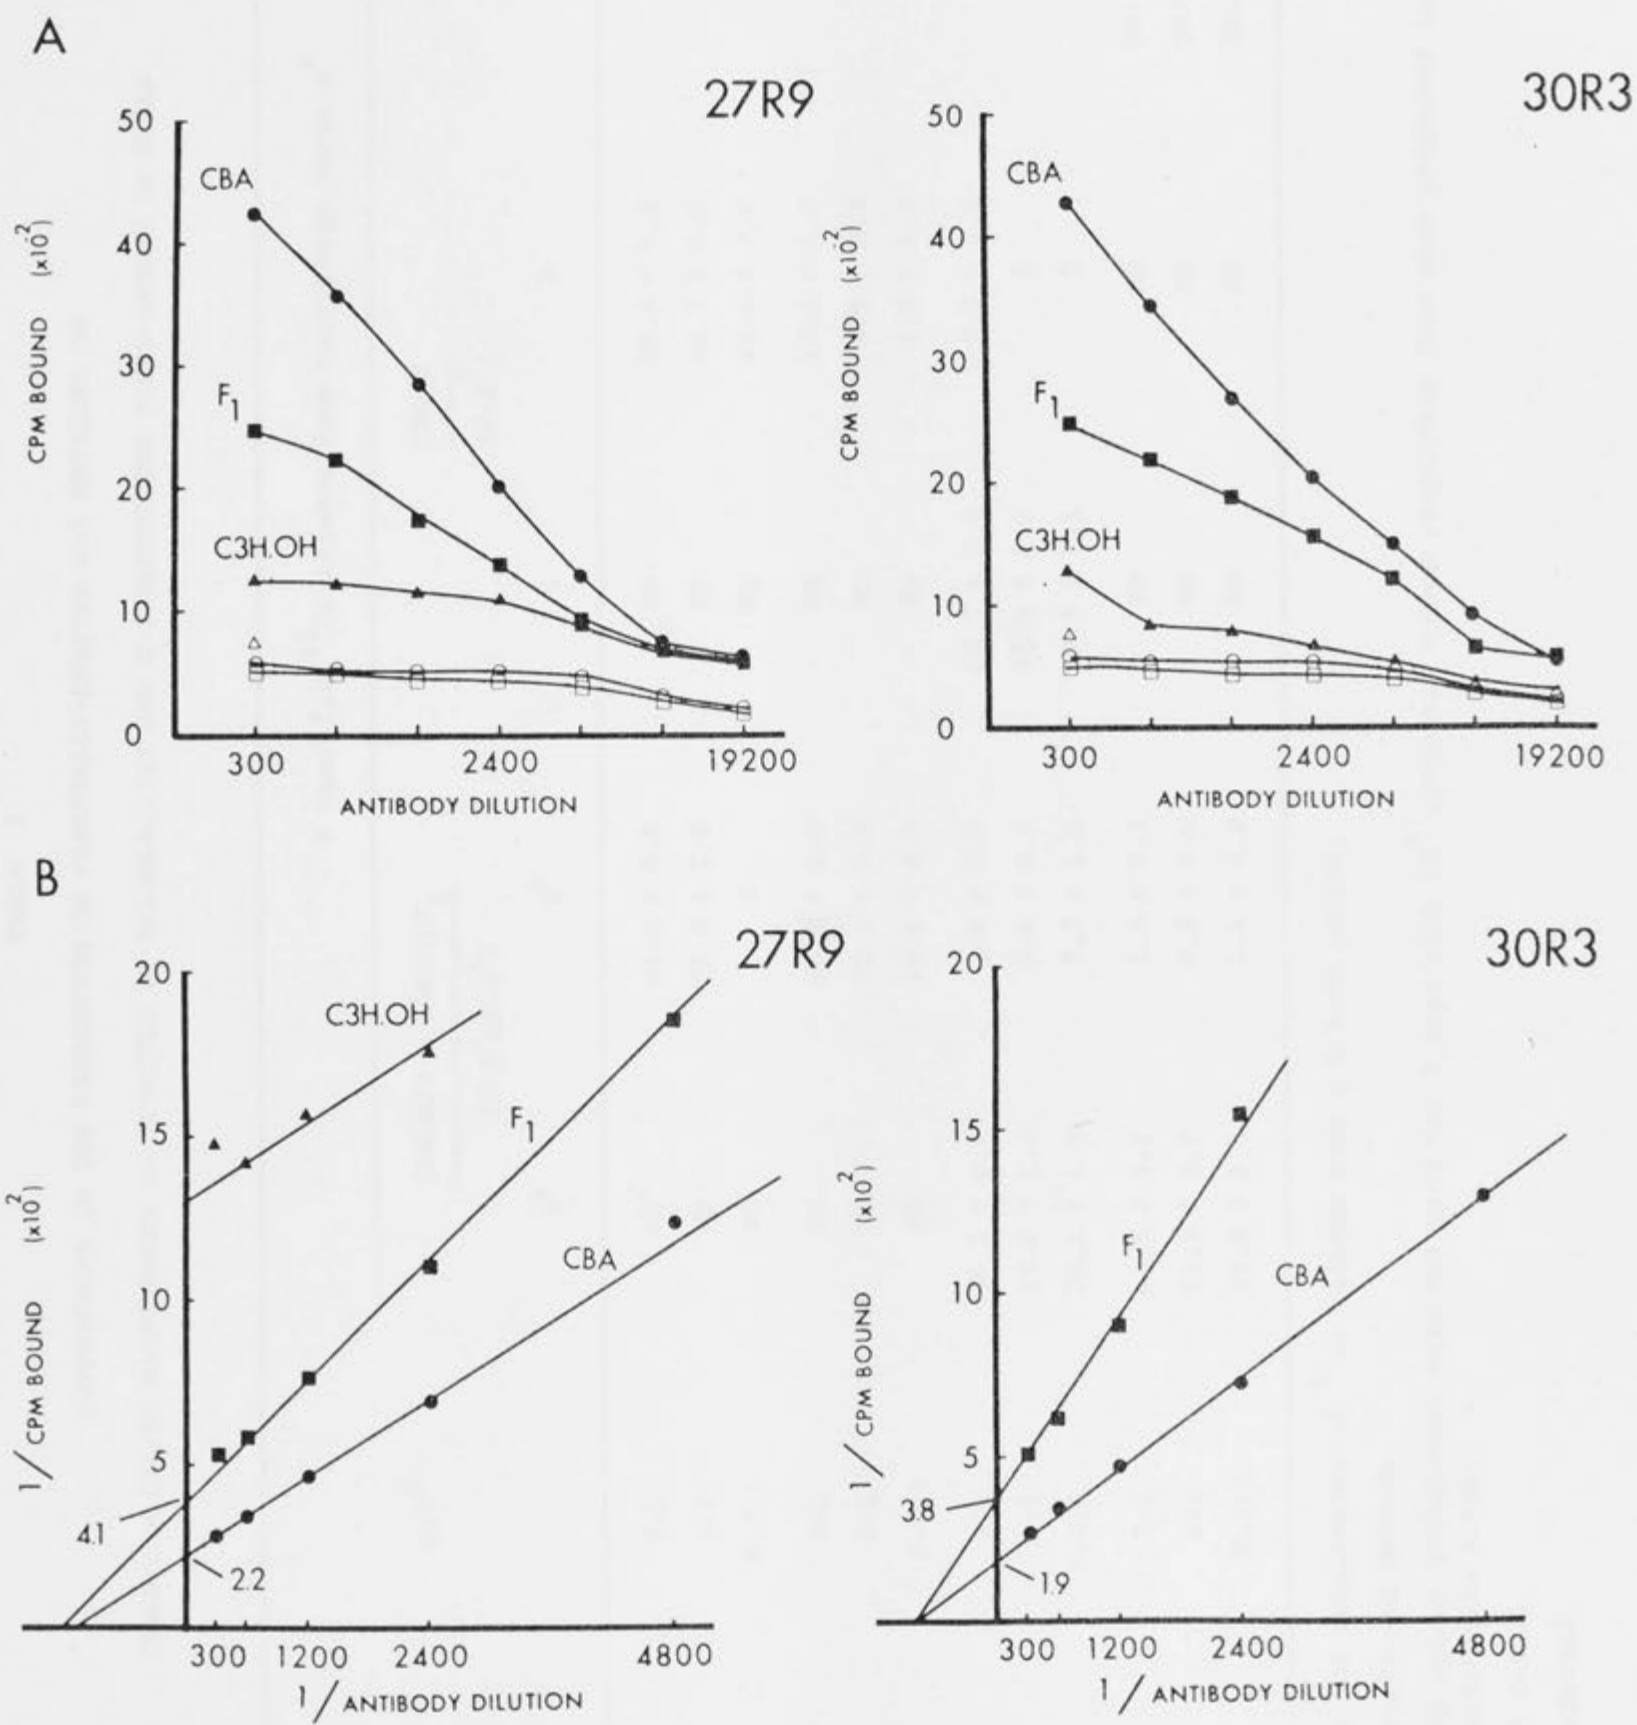 A
27R9
50
40
30
20
10
0
CPM BOUND (x10⁻²)
CBA
F₁
C3H.OH
300 2400 19200
ANTIBODY DILUTION
30R3
50
40
30
20
10
0
CPM BOUND (x10⁻²)
CBA
F₁
C3H.OH
300 2400 19200
ANTIBODY DILUTION
B
27R9
20
15
10
5
1/CPM BOUND (x10²)
C3H.OH
F₁
CBA
4.1
2.2
300 1200 2400 4800
1/ANTIBODY DILUTION
30R3
20
15
10
5
1/CPM BOUND (x10²)
F₁
CBA
3.8
1.9
300 1200 2400 4800
1/ANTIBODY DILUTION